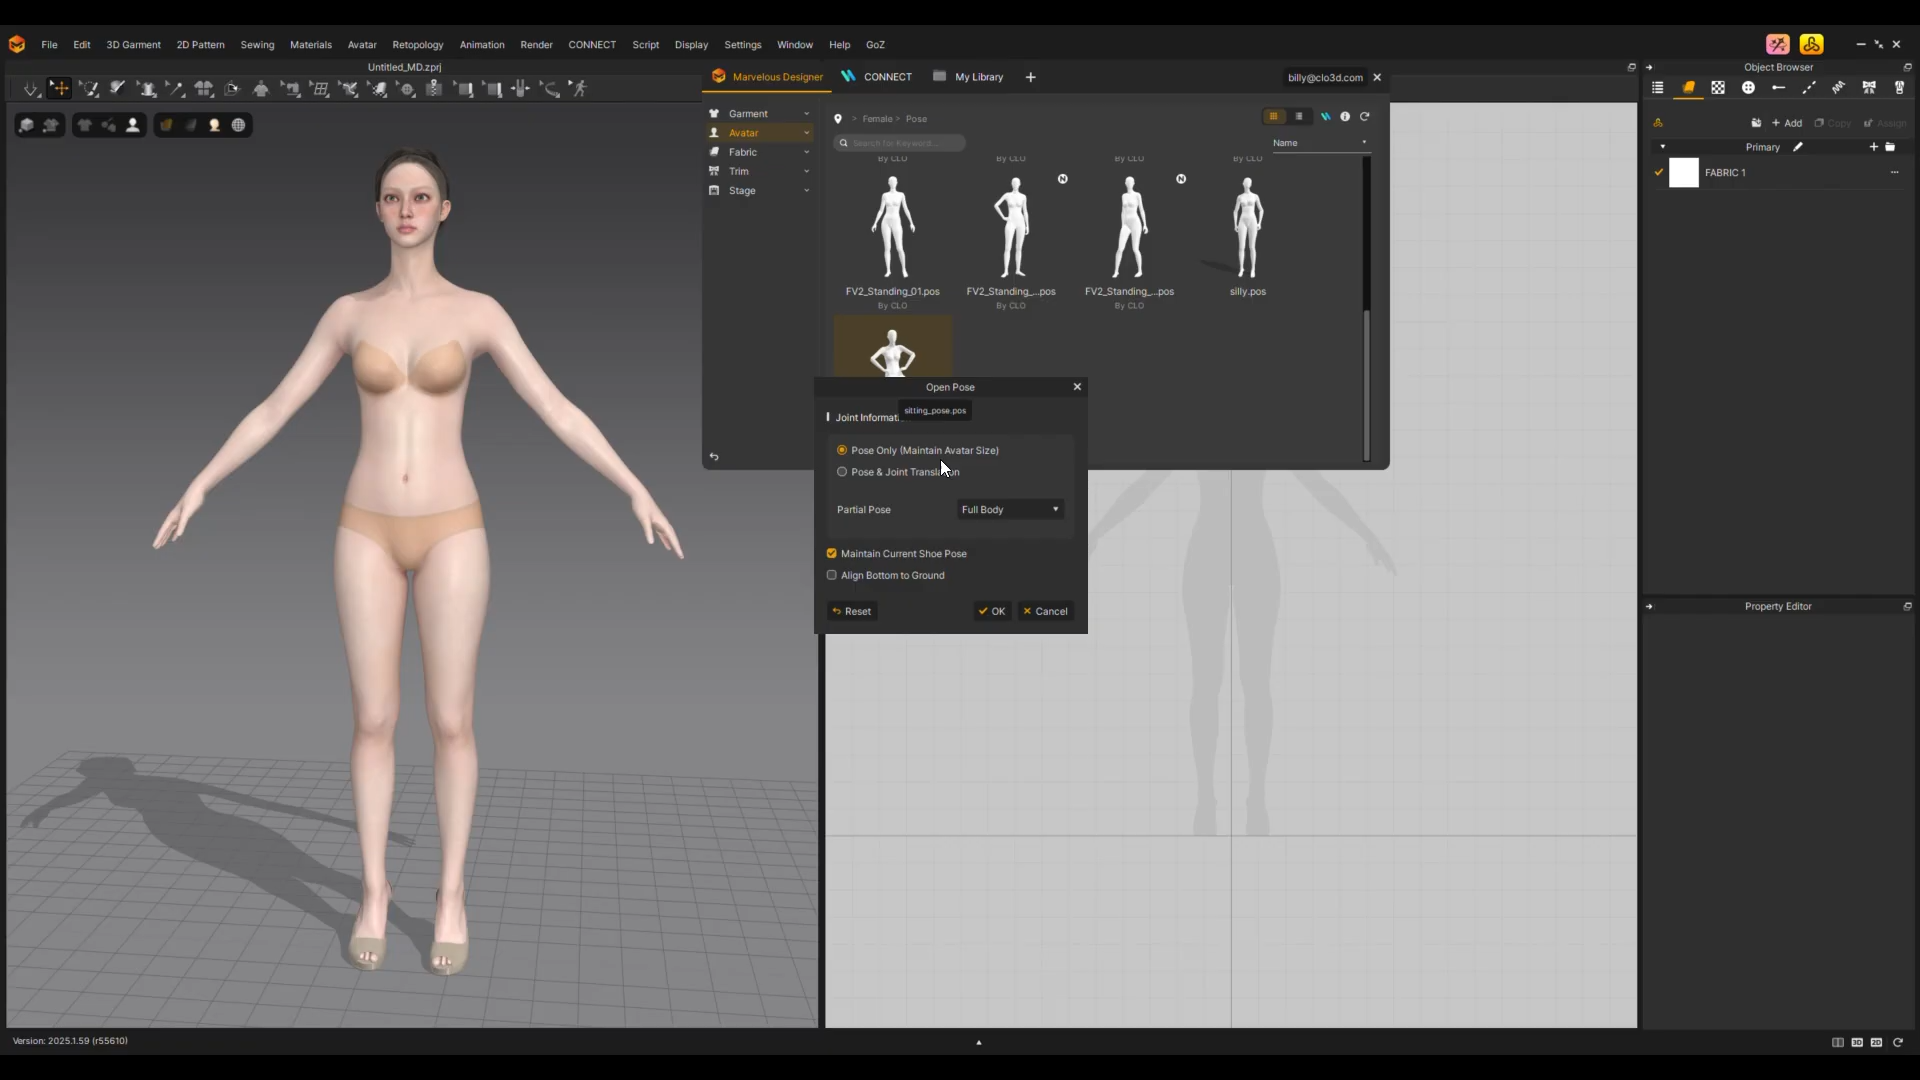 File Edit 3D Garment 2D Pattern Sewing Materials Avatar Retopology Animation Render CONNECT Script Display Settings Window Help GoZ
Untitled_MD.zprj
Marvelous Designer
CONNECT
My Library
billy@clo3d.com
Object Browser
Garment
Avatar
Fabric
Trim
Stage
> Female > Pose
Search for Keyword...
Name
By CLO
By CLO
By CLO
By CLO
FV2_Standing_01.pos
By CLO
FV2_Standing_...pos
By CLO
FV2_Standing_...pos
By CLO
silly.pos
N
N
+ Add
Copy
Assign
Primary
FABRIC 1
Open Pose
Joint Informati
sitting_pose.pos
Pose Only (Maintain Avatar Size)
Pose & Joint Translation
Partial Pose
Full Body
Maintain Current Shoe Pose
Align Bottom to Ground
Reset
OK
Cancel
Property Editor
Version: 2025.1.59 (r55610)
3D
2D